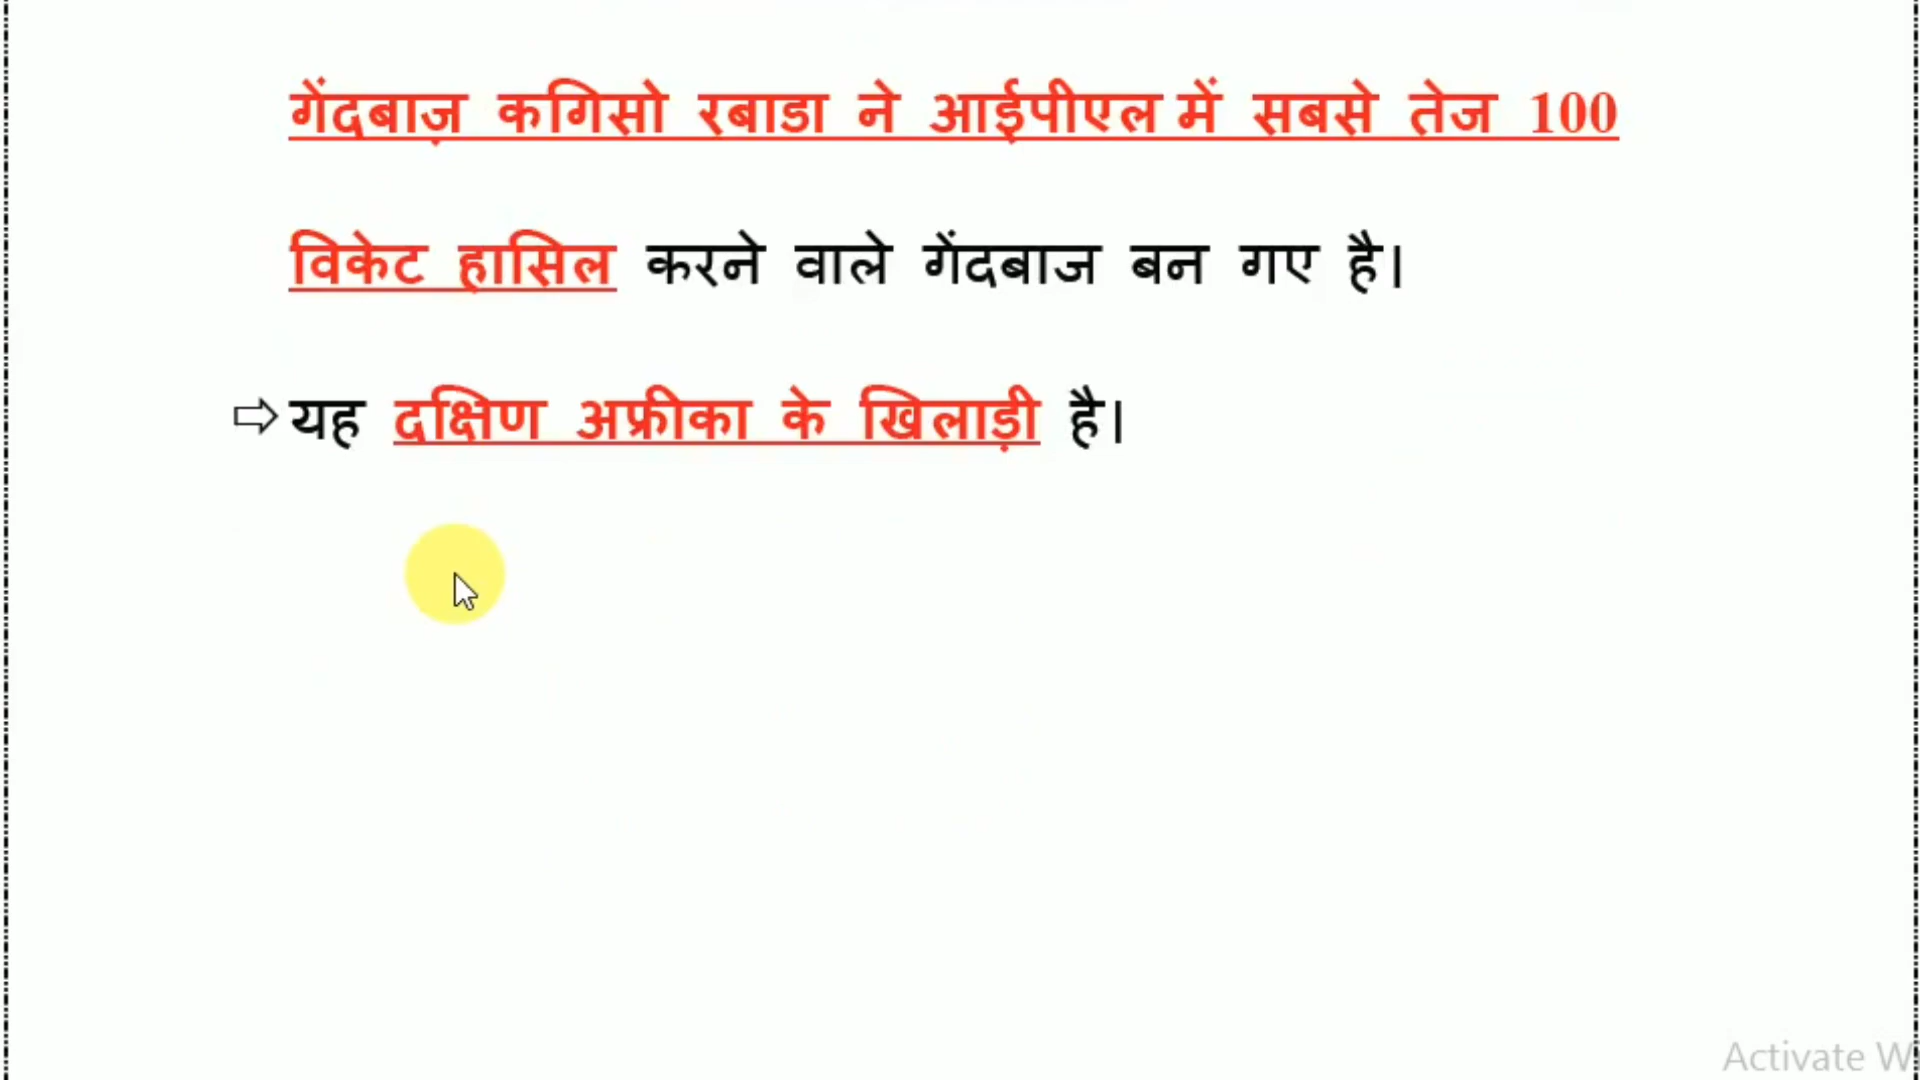 गेंदबाज़ कगिसो रबाडा ने आईपीएल में सबसे तेज 100
विकेट हासिल करने वाले गेंदबाज बन गए है।
⇨ यह दक्षिण अफ्रीका के खिलाड़ी है।
Activate W